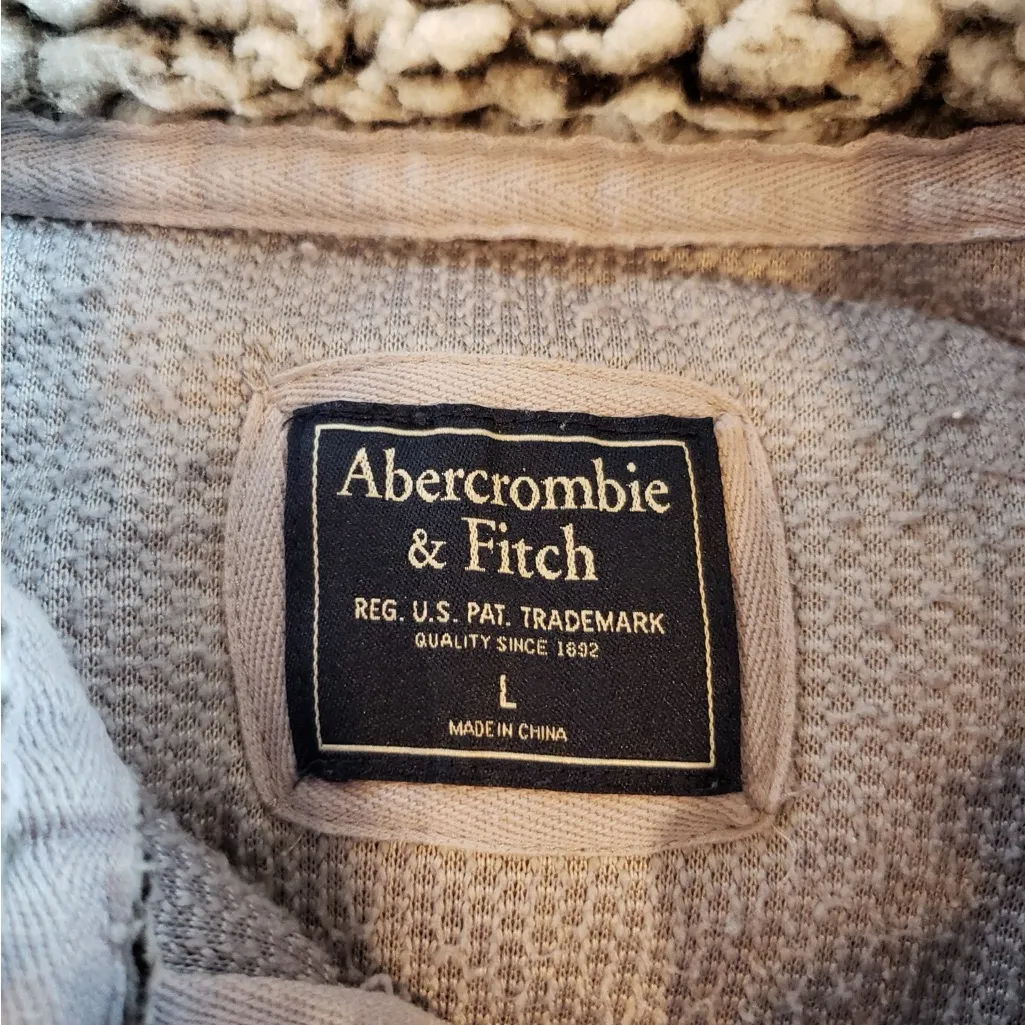 Abercrombie
& Fitch
REG. U.S. PAT. TRADEMARK
QUALITY SINCE 1892
L
MADE IN CHINA